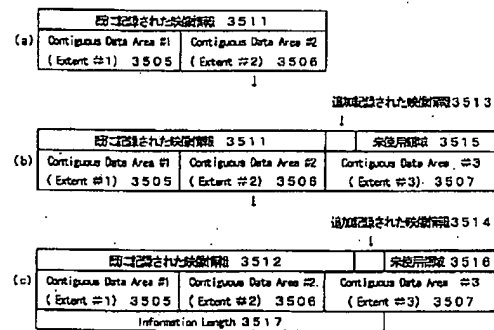 既に記録された映像情報 3511
(a)
Contiguous Data Area #1 Contiguous Data Area #2
(Extent #1) 3505 (Extent #2) 3506
↓
追加記録された映像情報3513
↓
既に記録された映像情報 3511 未使用領域 3515
(b)
Contiguous Data Area #1 Contiguous Data Area #2 Contiguous Data Area #3
(Extent #1) 3505 (Extent #2) 3506 (Extent #3) 3507
↓
追加記録された映像情報3514
↓
既に記録された映像情報 3512 未使用領域 3516
(c)
Contiguous Data Area #1 Contiguous Data Area #2 Contiguous Data Area #3
(Extent #1) 3505 (Extent #2) 3506 (Extent #3) 3507
Information Length 3517